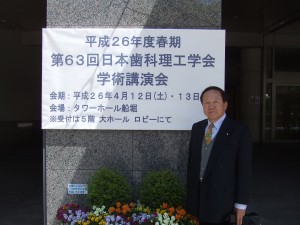 平成26年度春期
第63回日本歯科理工学会
学術講演会
会期：平成26年4月12日(土)・13日
会場：タワーホール船堀
※受付は5階 大ホール ロビーにて